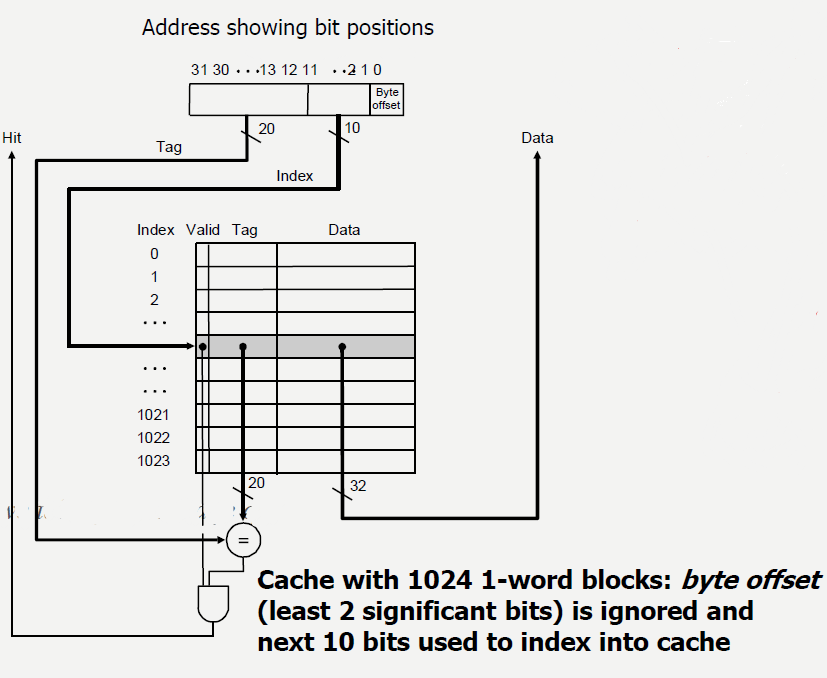 Address showing bit positions
31 30 ··· 13 12 11 ··· 2 1 0
Byte
offset
20
10
Hit
Data
Tag
Index
Index Valid Tag Data
0
1
2
...
...
...
1021
1022
1023
20
32
=
Cache with 1024 1-word blocks: byte offset
(least 2 significant bits) is ignored and
next 10 bits used to index into cache